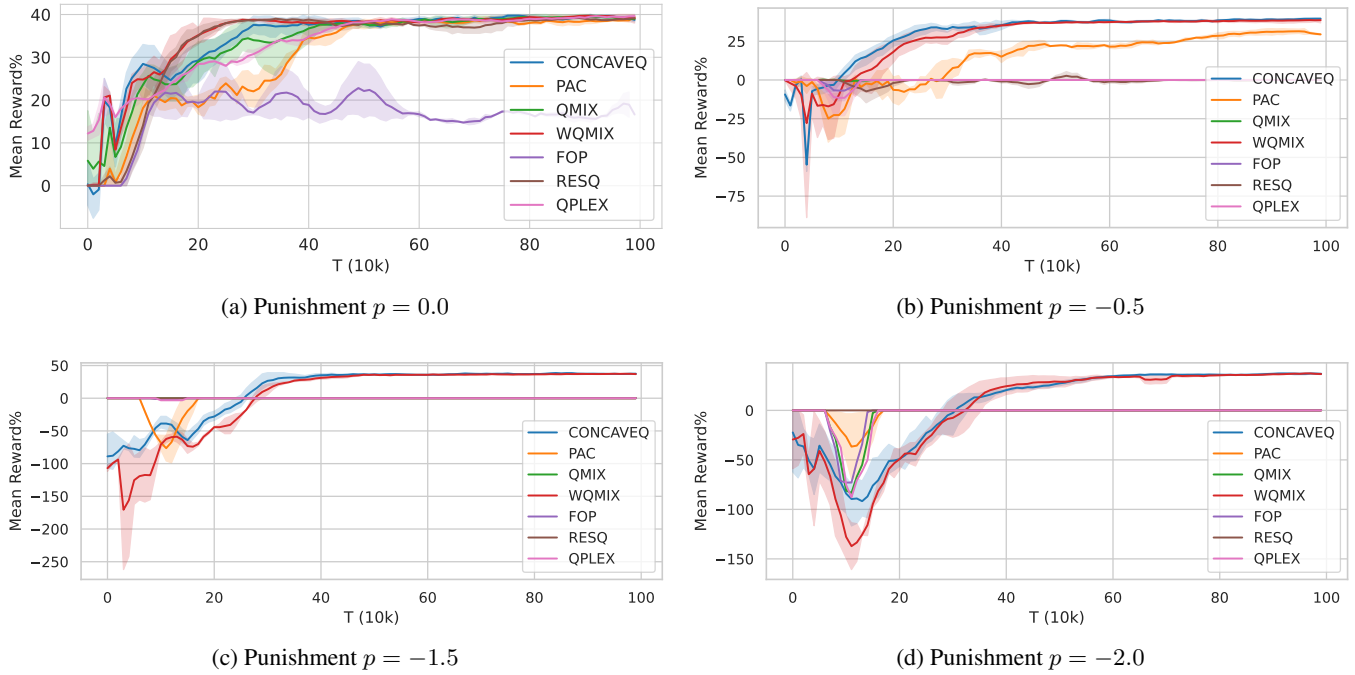 40
30
20
10
0
Mean Reward%
0 20 40 60 80 100
T (10k)
CONCAVEQ
PAC
QMIX
WQMIX
FOP
RESQ
QPLEX
(a) Punishment p = 0.0
25
0
−25
−50
−75
Mean Reward%
0 20 40 60 80 100
T (10k)
CONCAVEQ
PAC
QMIX
WQMIX
FOP
RESQ
QPLEX
(b) Punishment p = −0.5
50
0
−50
−100
−150
−200
−250
Mean Reward%
0 20 40 60 80 100
T (10k)
CONCAVEQ
PAC
QMIX
WQMIX
FOP
RESQ
QPLEX
(c) Punishment p = −1.5
0
−50
−100
−150
Mean Reward%
0 20 40 60 80 100
T (10k)
CONCAVEQ
PAC
QMIX
WQMIX
FOP
RESQ
QPLEX
(d) Punishment p = −2.0